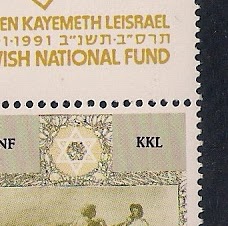 EN KAYEMETH LEISRAEL
1·1991 תרס"ב-תשנ"ב
WISH NATIONAL FUND
NF KKL